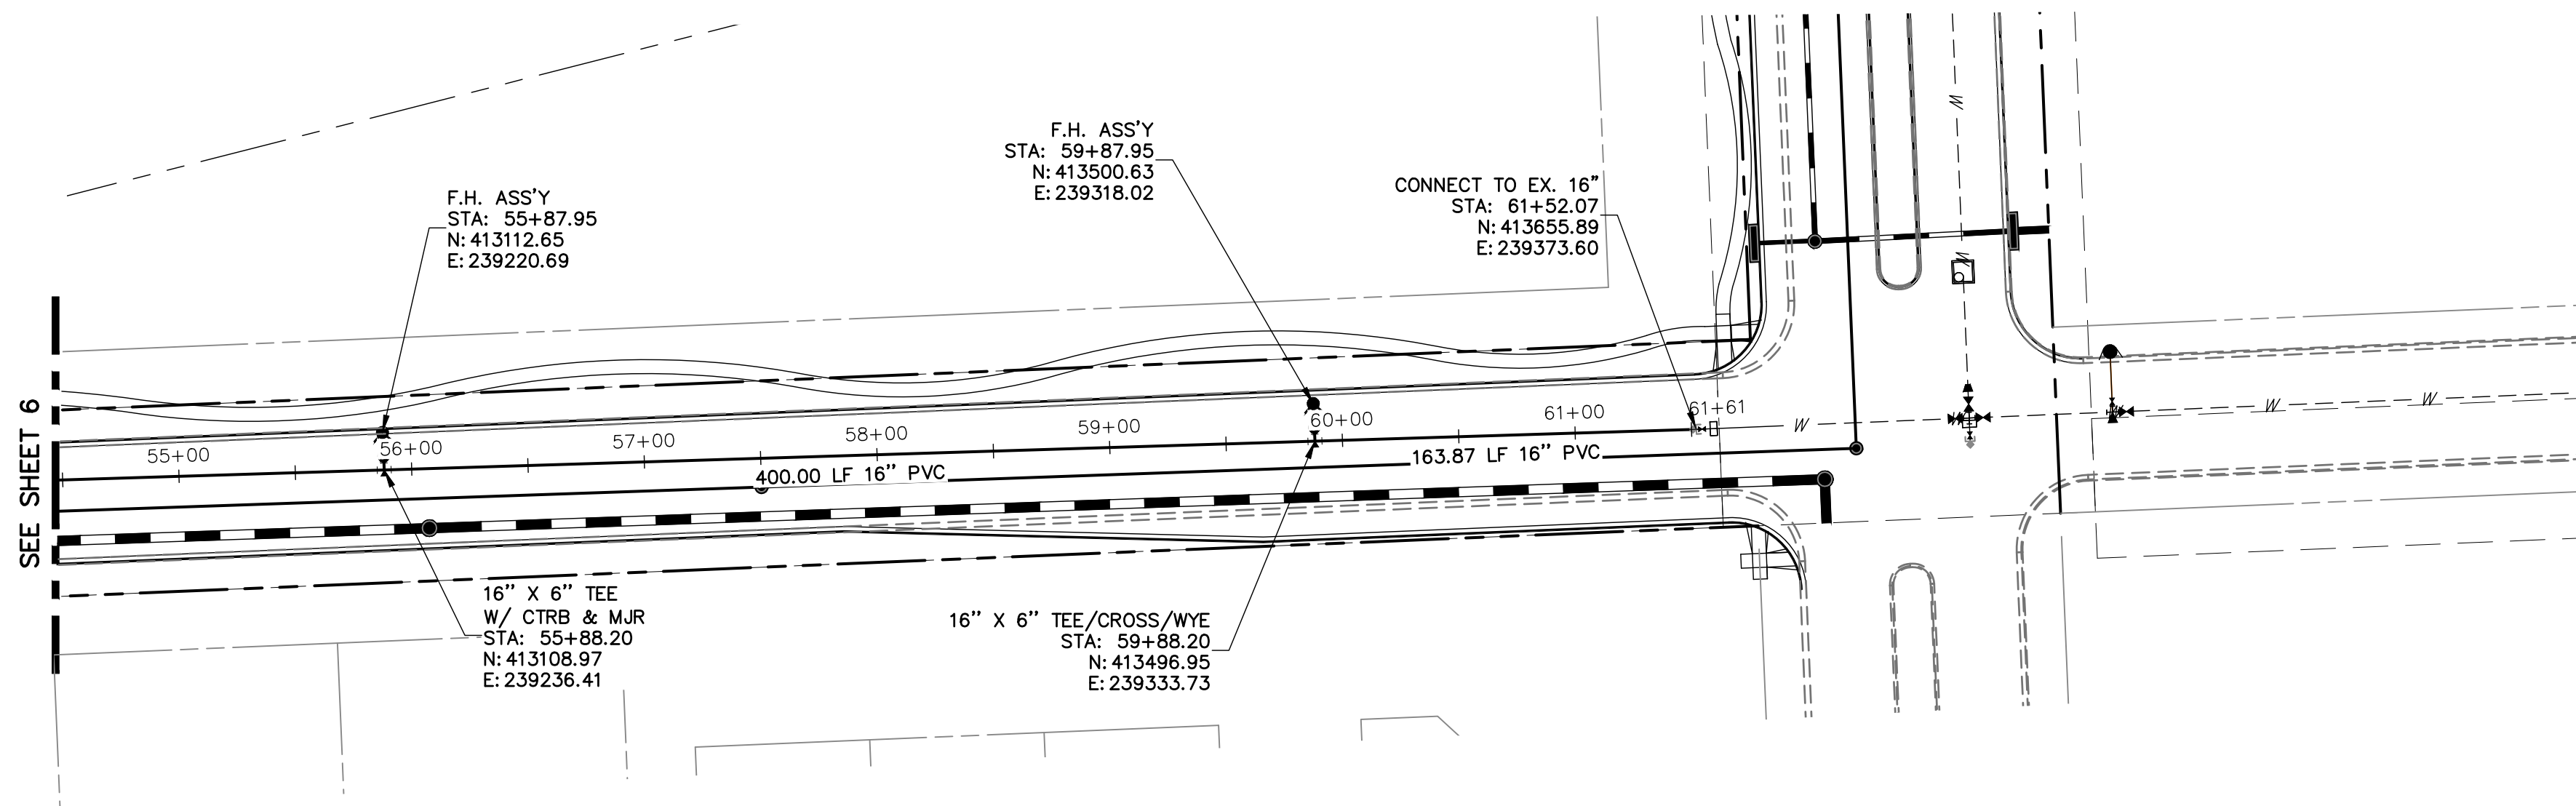 F.H. ASS'Y
STA: 59+87.95
N: 413500.63
E: 239318.02
CONNECT TO EX. 16"
STA: 61+52.07
N: 413655.89
E: 239373.60
F.H. ASS'Y
STA: 55+87.95
N: 413112.65
E: 239220.69
SEE SHEET 6
55+00
56+00
57+00
58+00
59+00
60+00
61+00
61+61
400.00 LF 16" PVC
163.87 LF 16" PVC
W
W
W
W
W
W
W
16" X 6" TEE
W/ CTRB & MJR
STA: 55+88.20
N: 413108.97
E: 239236.41
16" X 6" TEE/CROSS/WYE
STA: 59+88.20
N: 413496.95
E: 239333.73